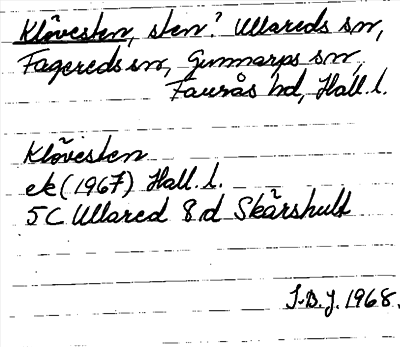 Klövesten, sten? Ullareds sn,
Fagereds sn, Gunnarps sn,
Faurås hd, Hall. l.
Klövesten
ek (1967) Hall. l.
5C Ullared 8d Skärshult
J.B.J. 1968.